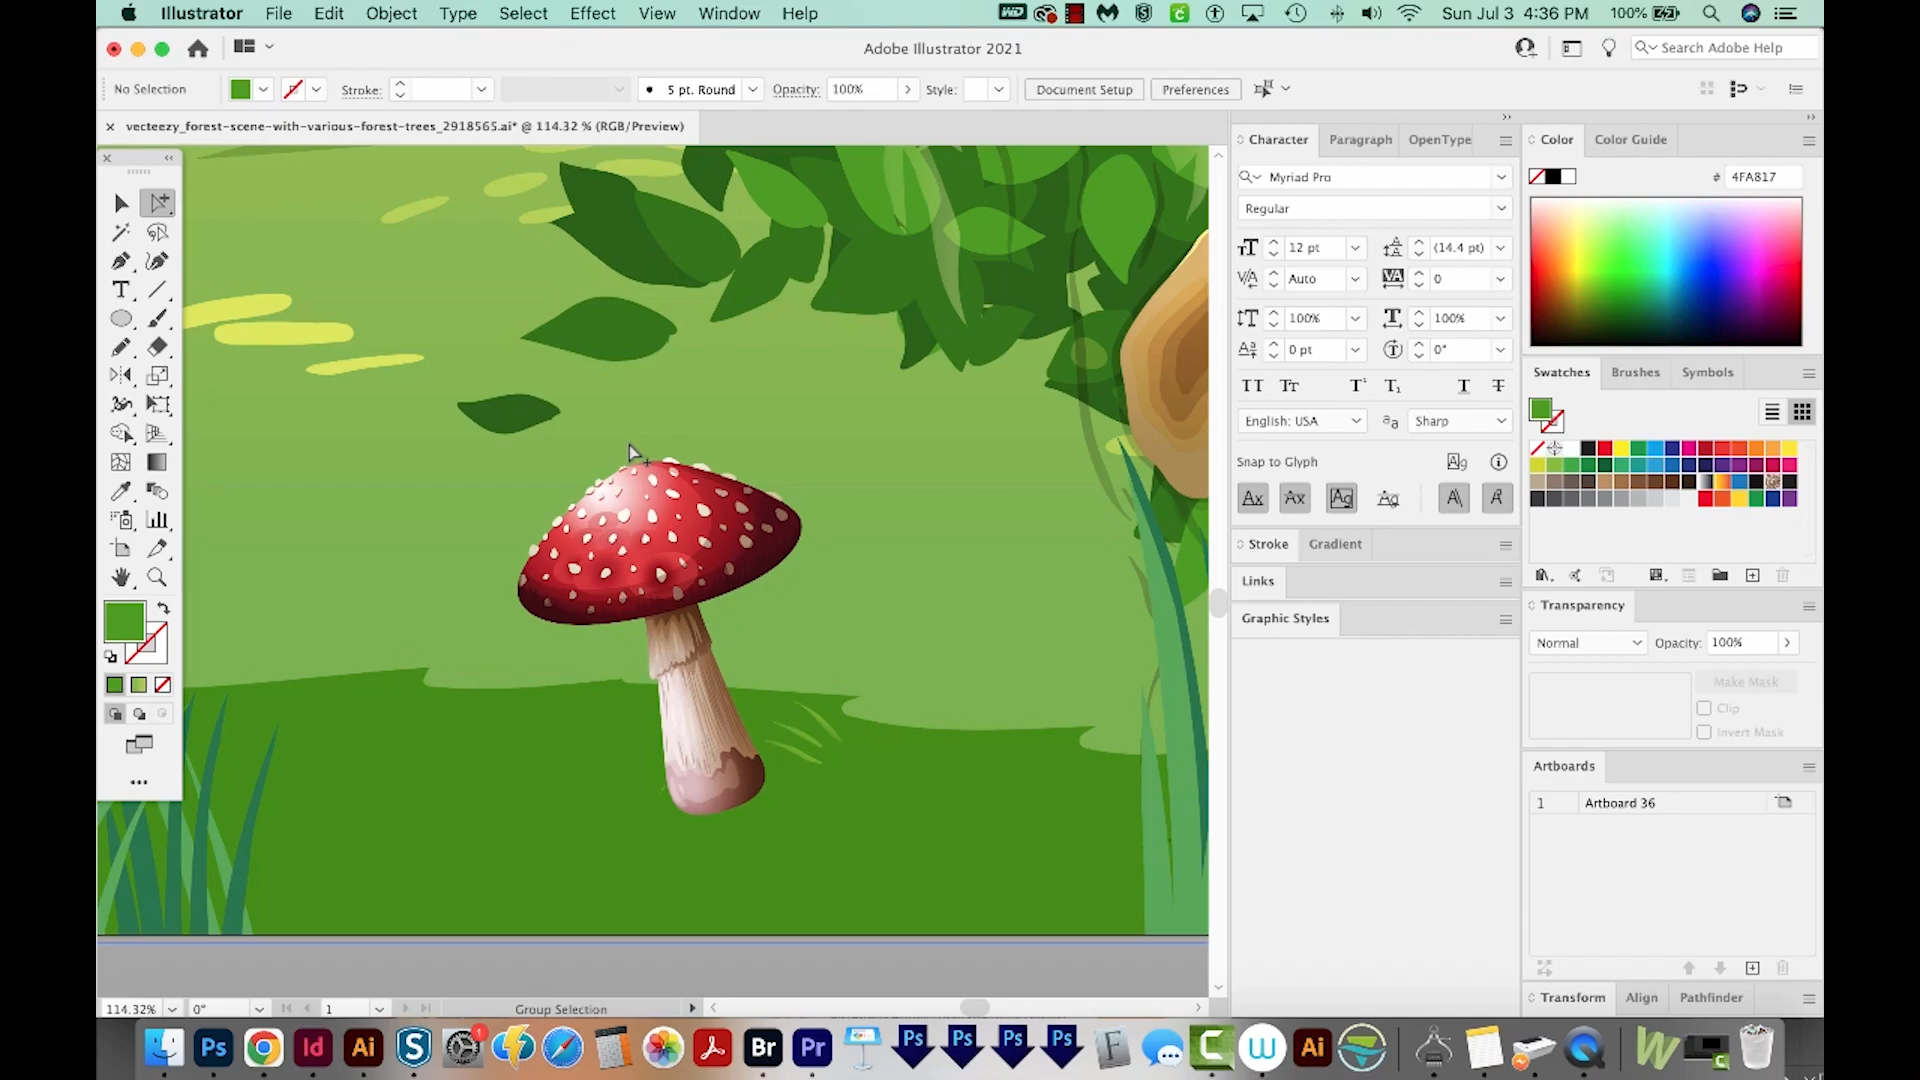 Illustrator File Edit Object Type Select Effect View Window Help Sun Jul 3 4:36 PM 100%
Adobe Illustrator 2021 Search Adobe Help
No Selection Stroke: 5 pt. Round Opacity: 100% Style: Document Setup Preferences
vecteezy_forest-scene-with-various-forest-trees_2918565.ai* @ 114.32 % (RGB/Preview)
Character Paragraph OpenType
Myriad Pro
Regular
12 pt (14.4 pt)
Auto 0
100% 100%
0 pt 0°
English: USA Sharp
Snap to Glyph
Stroke Gradient
Links
Graphic Styles
Color Color Guide
# 4FA817
Swatches Brushes Symbols
Transparency
Normal Opacity: 100%
Make Mask
Clip
Invert Mask
Artboards
1 Artboard 36
Transform Align Pathfinder
114.32% 0° 1 Group Selection
Ps Id Ai S 1 Br Pr Ps Ps Ps Ps F C W Ai W